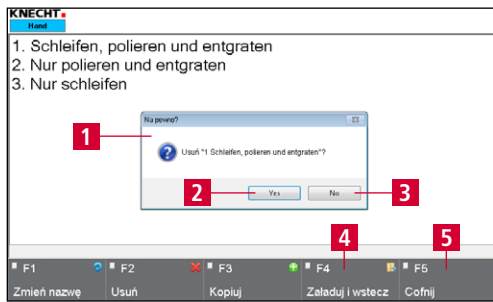 KNECHT
Hand
1. Schleifen, polieren und entgraten
2. Nur polieren und entgraten
3. Nur schleifen
Na pewno?
1
Usuń "1 Schleifen, polieren und entgraten"?
Yes
No
2
3
4
5
F1
F2
F3
F4
F5
Zmień nazwę
Usuń
Kopiuj
Załaduj i wstecz
Cofnij